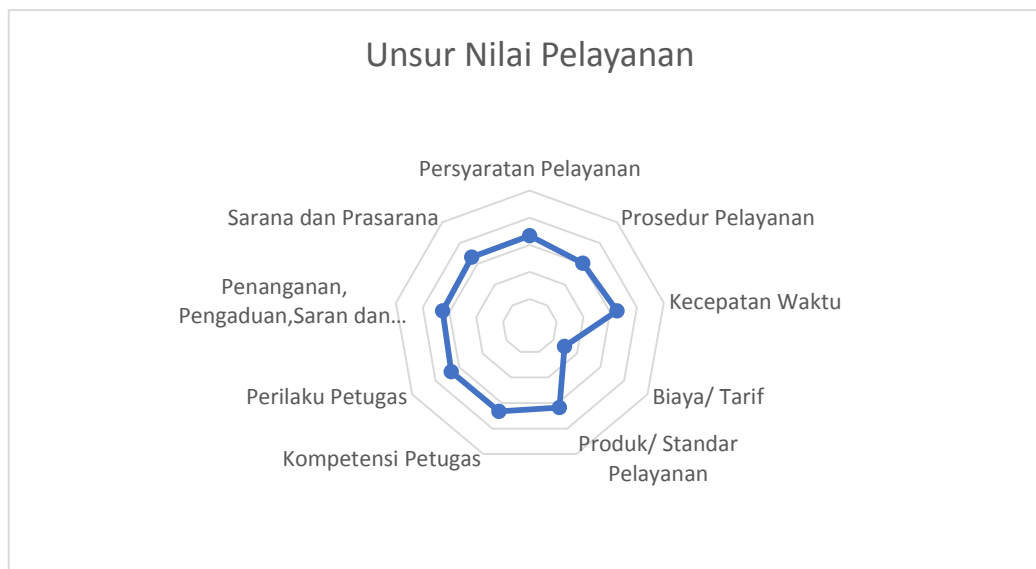 Unsur Nilai Pelayanan
Persyaratan Pelayanan
Prosedur Pelayanan
Kecepatan Waktu
Biaya/ Tarif
Produk/ Standar
Pelayanan
Kompetensi Petugas
Perilaku Petugas
Penanganan,
Pengaduan,Saran dan...
Sarana dan Prasarana